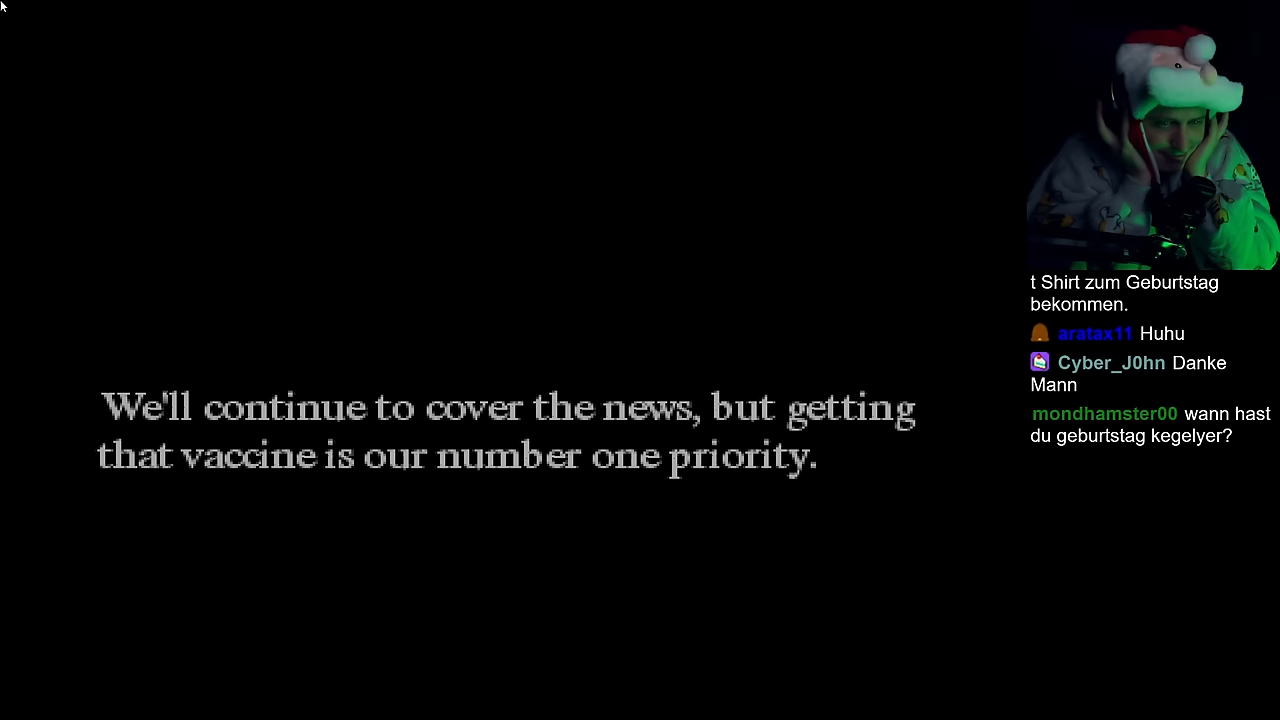 We'll continue to cover the news, but getting
that vaccine is our number one priority.
t Shirt zum Geburtstag
bekommen.
aratax11 Huhu
Cyber_J0hn Danke
Mann
mondhamster00 wann hast
du geburtstag kegelyer?